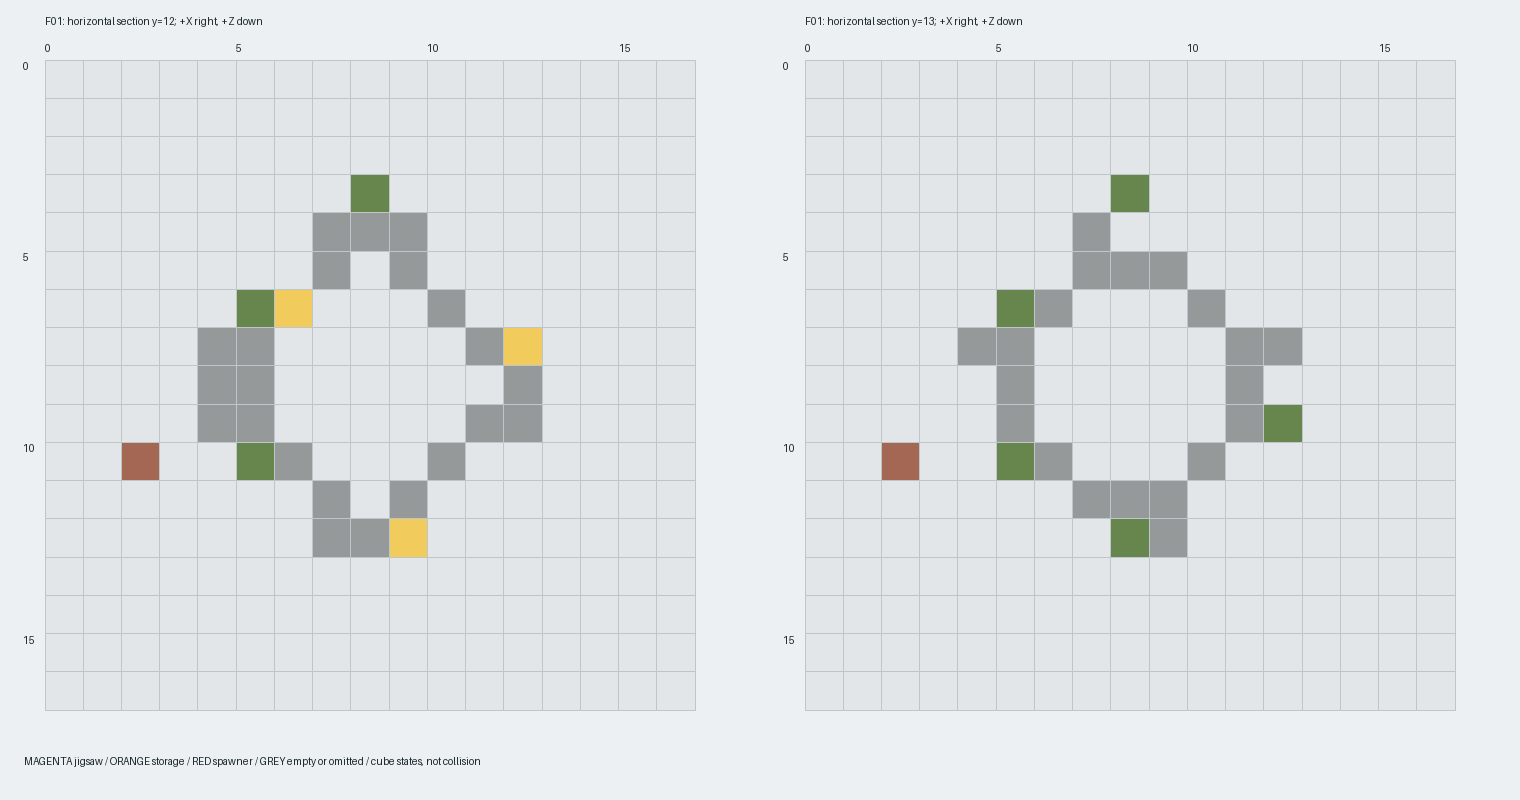 F01: horizontal section y=12; +X right, +Z down
F01: horizontal section y=13; +X right, +Z down
0 5 10 15
0 5 10 15
0
0
5
5
10
10
15
15
MAGENTA jigsaw / ORANGE storage / RED spawner / GREY empty or omitted / cube states, not collision